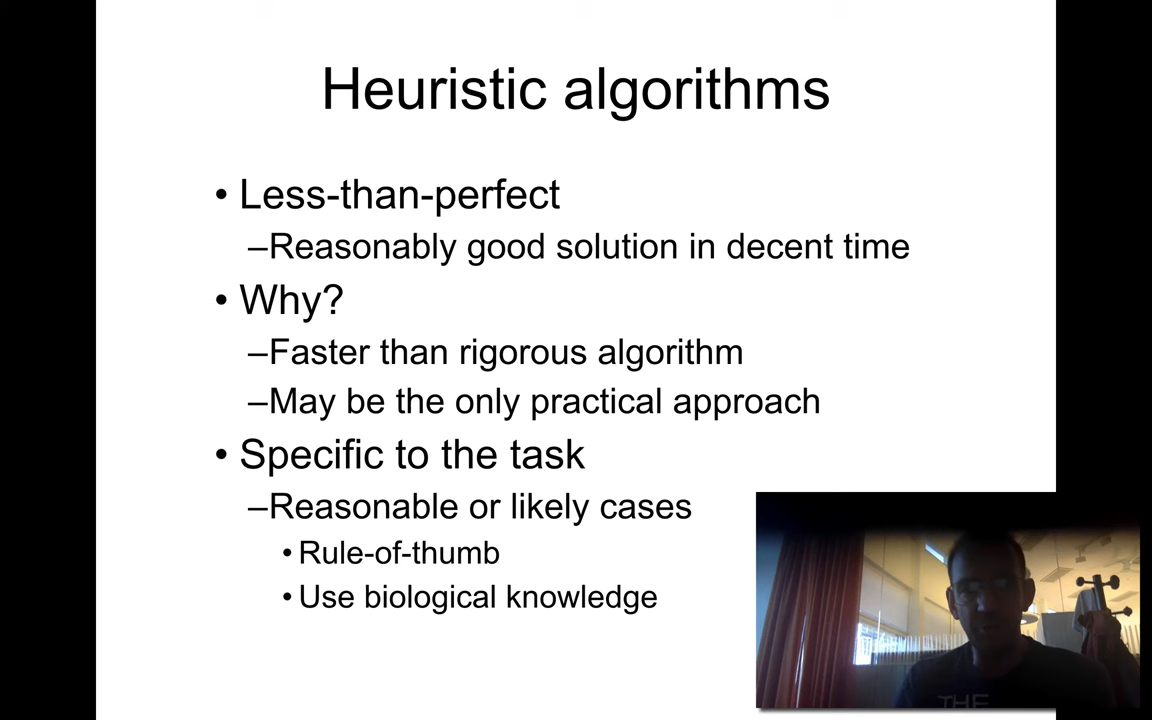 Heuristic algorithms
• Less-than-perfect
–Reasonably good solution in decent time
• Why?
–Faster than rigorous algorithm
–May be the only practical approach
• Specific to the task
–Reasonable or likely cases
• Rule-of-thumb
• Use biological knowledge
THE